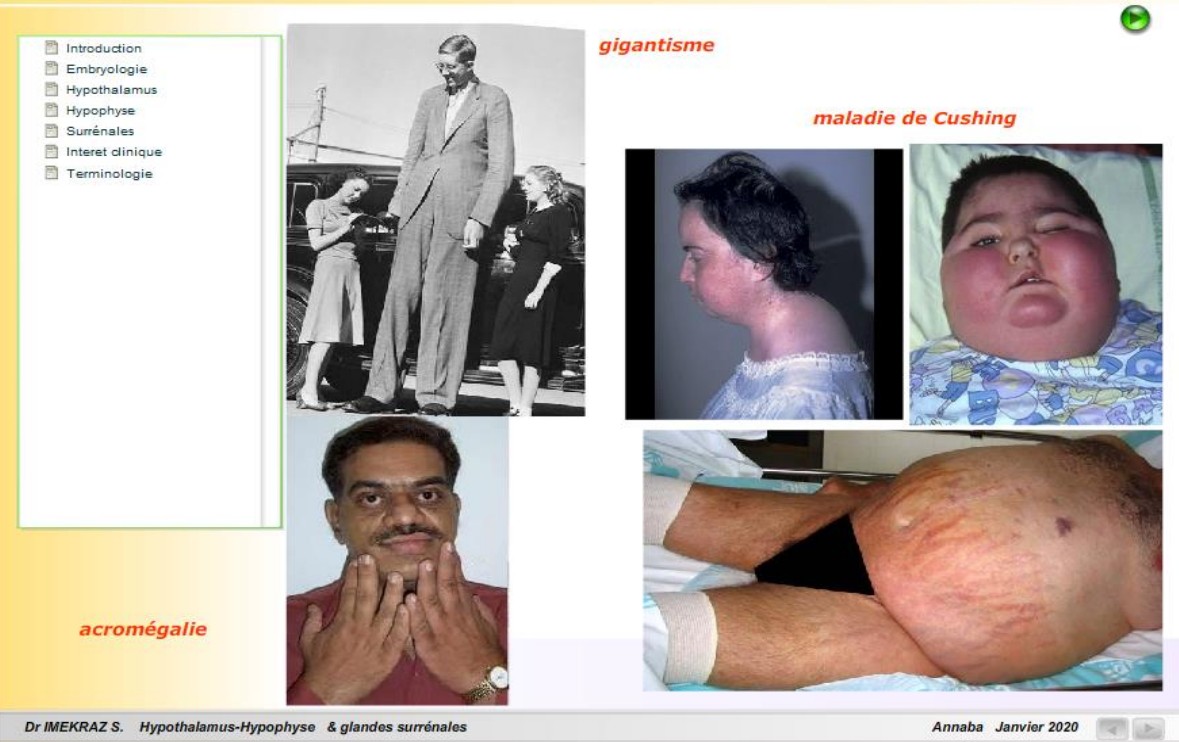 Introduction
Embryologie
Hypothalamus
Hypophyse
Surrénales
Interet clinique
Terminologie
gigantisme
maladie de Cushing
acromégalie
Dr IMEKRAZ S. Hypothalamus-Hypophyse & glandes surrénales
Annaba Janvier 2020